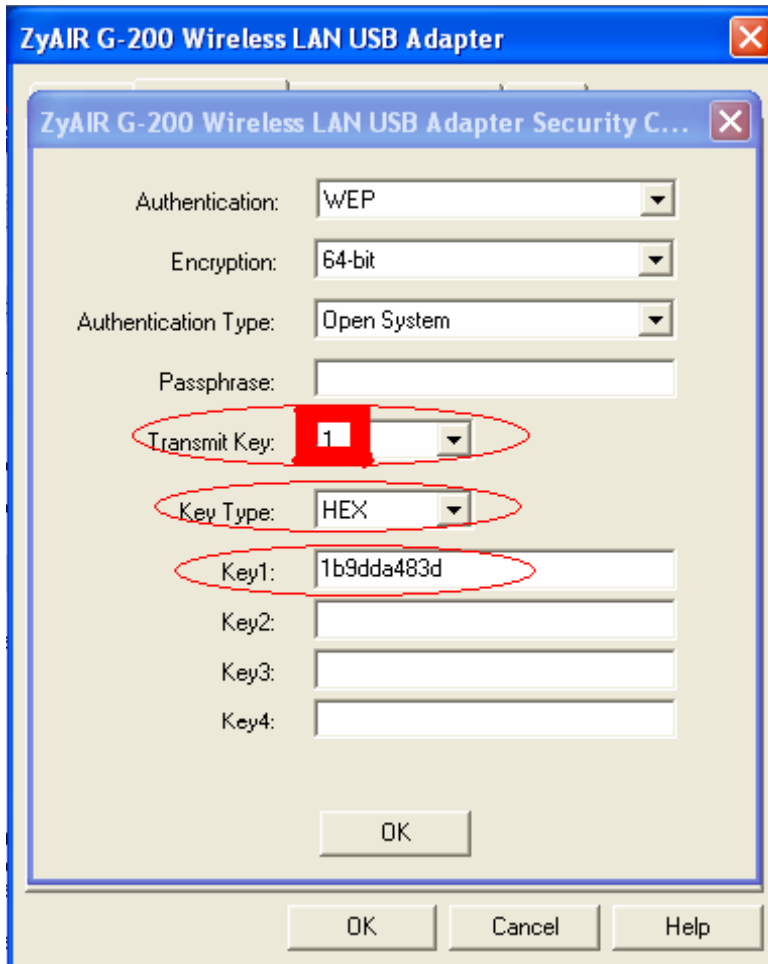 ZyAIR G-200 Wireless LAN USB Adapter
ZyAIR G-200 Wireless LAN USB Adapter Security C...
Authentication: WEP
Encryption: 64-bit
Authentication Type: Open System
Passphrase:
Transmit Key: 1
Key Type: HEX
Key1: 1b9dda483d
Key2:
Key3:
Key4:
OK
OK Cancel Help